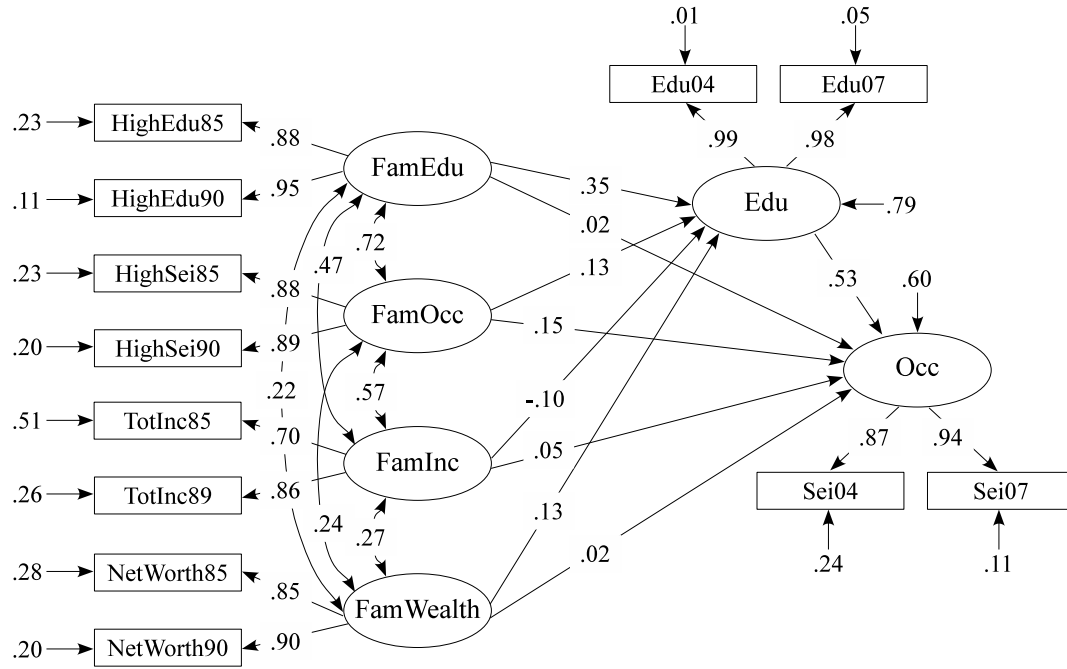 .01
.05
Edu04
Edu07
.23
HighEdu85
.88
.99
.98
FamEdu
.11
HighEdu90
.95
.35
Edu
.79
.02
.72
.47
.13
.23
HighSei85
.88
.53
.60
FamOcc
.15
.20
HighSei90
.89
Occ
.22
.57
-.10
.51
TotInc85
.70
.05
.87
.94
FamInc
.26
TotInc89
.86
Sei04
Sei07
.24
.27
.13
.02
.24
.11
.28
NetWorth85
.85
FamWealth
.20
NetWorth90
.90